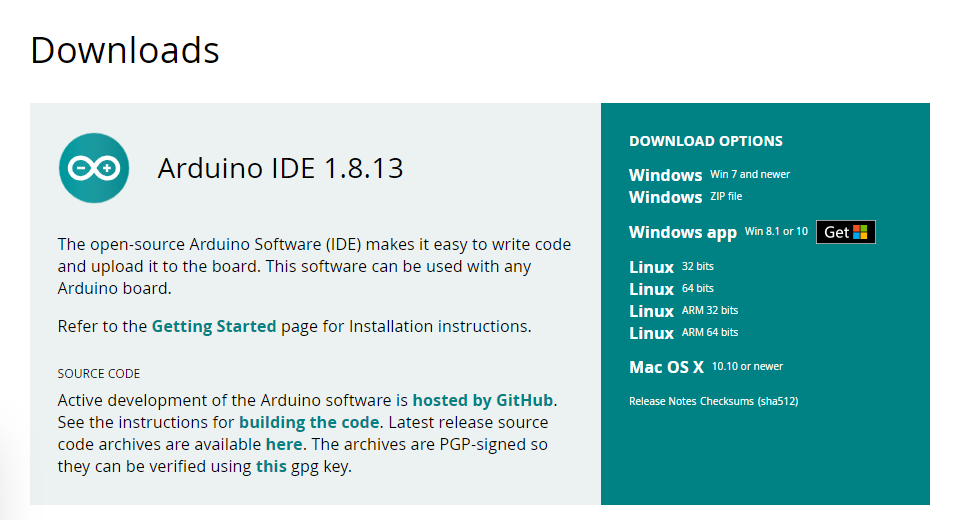 Downloads
Arduino IDE 1.8.13
The open-source Arduino Software (IDE) makes it easy to write code
and upload it to the board. This software can be used with any
Arduino board.
Refer to the Getting Started page for Installation instructions.
SOURCE CODE
Active development of the Arduino software is hosted by GitHub.
See the instructions for building the code. Latest release source
code archives are available here. The archives are PGP-signed so
they can be verified using this gpg key.
DOWNLOAD OPTIONS
Windows Win 7 and newer
Windows ZIP file
Windows app Win 8.1 or 10 Get
Linux 32 bits
Linux 64 bits
Linux ARM 32 bits
Linux ARM 64 bits
Mac OS X 10.10 or newer
Release Notes Checksums (sha512)